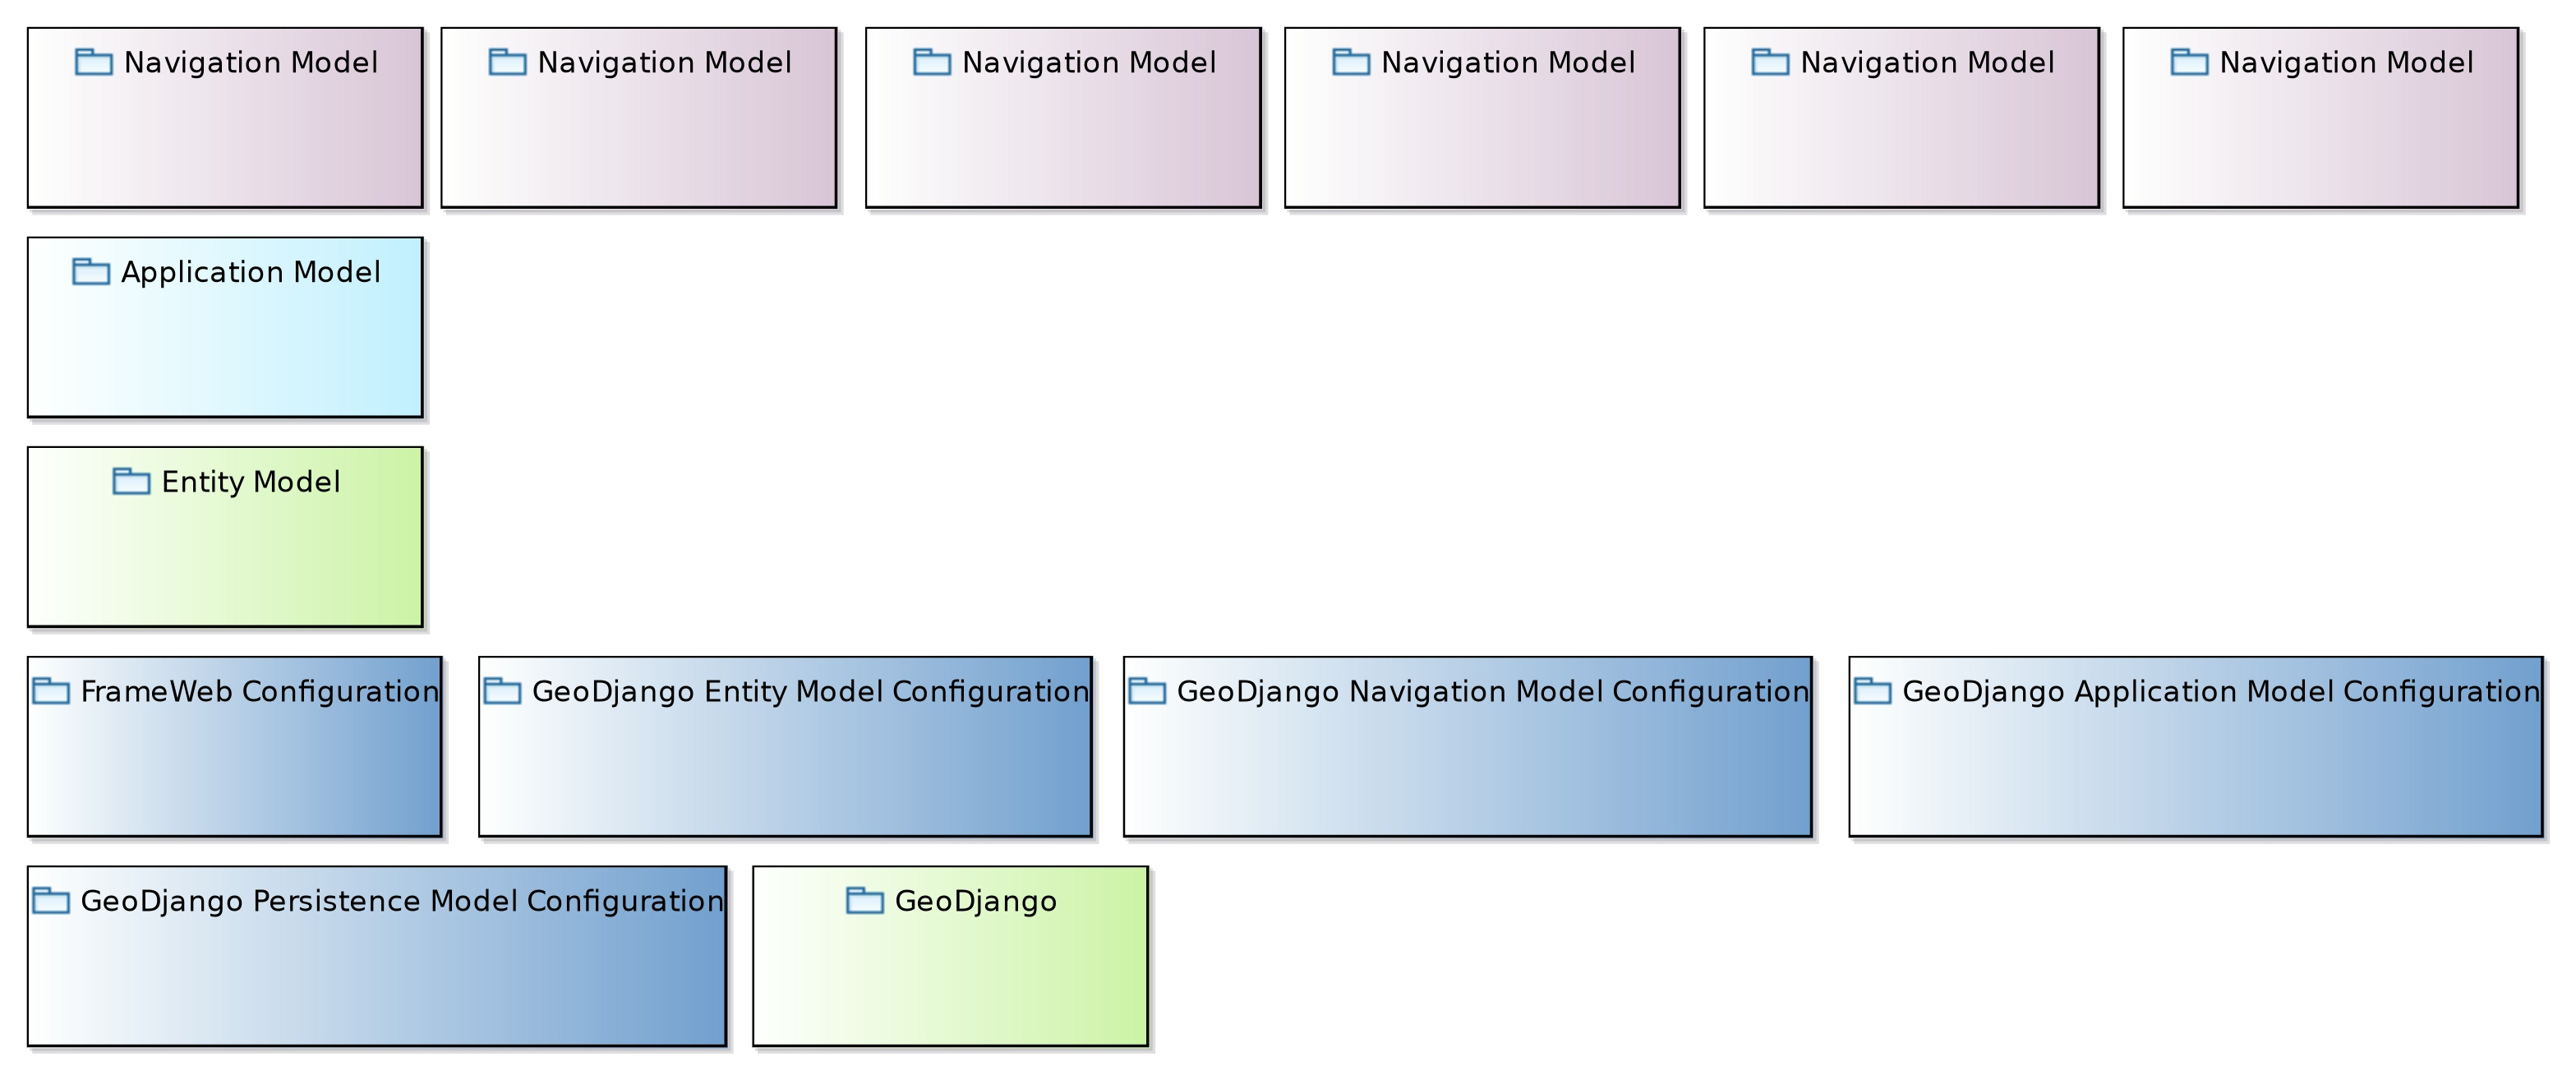 Navigation Model
Navigation Model
Navigation Model
Navigation Model
Navigation Model
Navigation Model
Application Model
Entity Model
FrameWeb Configuration
GeoDjango Entity Model Configuration
GeoDjango Navigation Model Configuration
GeoDjango Application Model Configuration
GeoDjango Persistence Model Configuration
GeoDjango